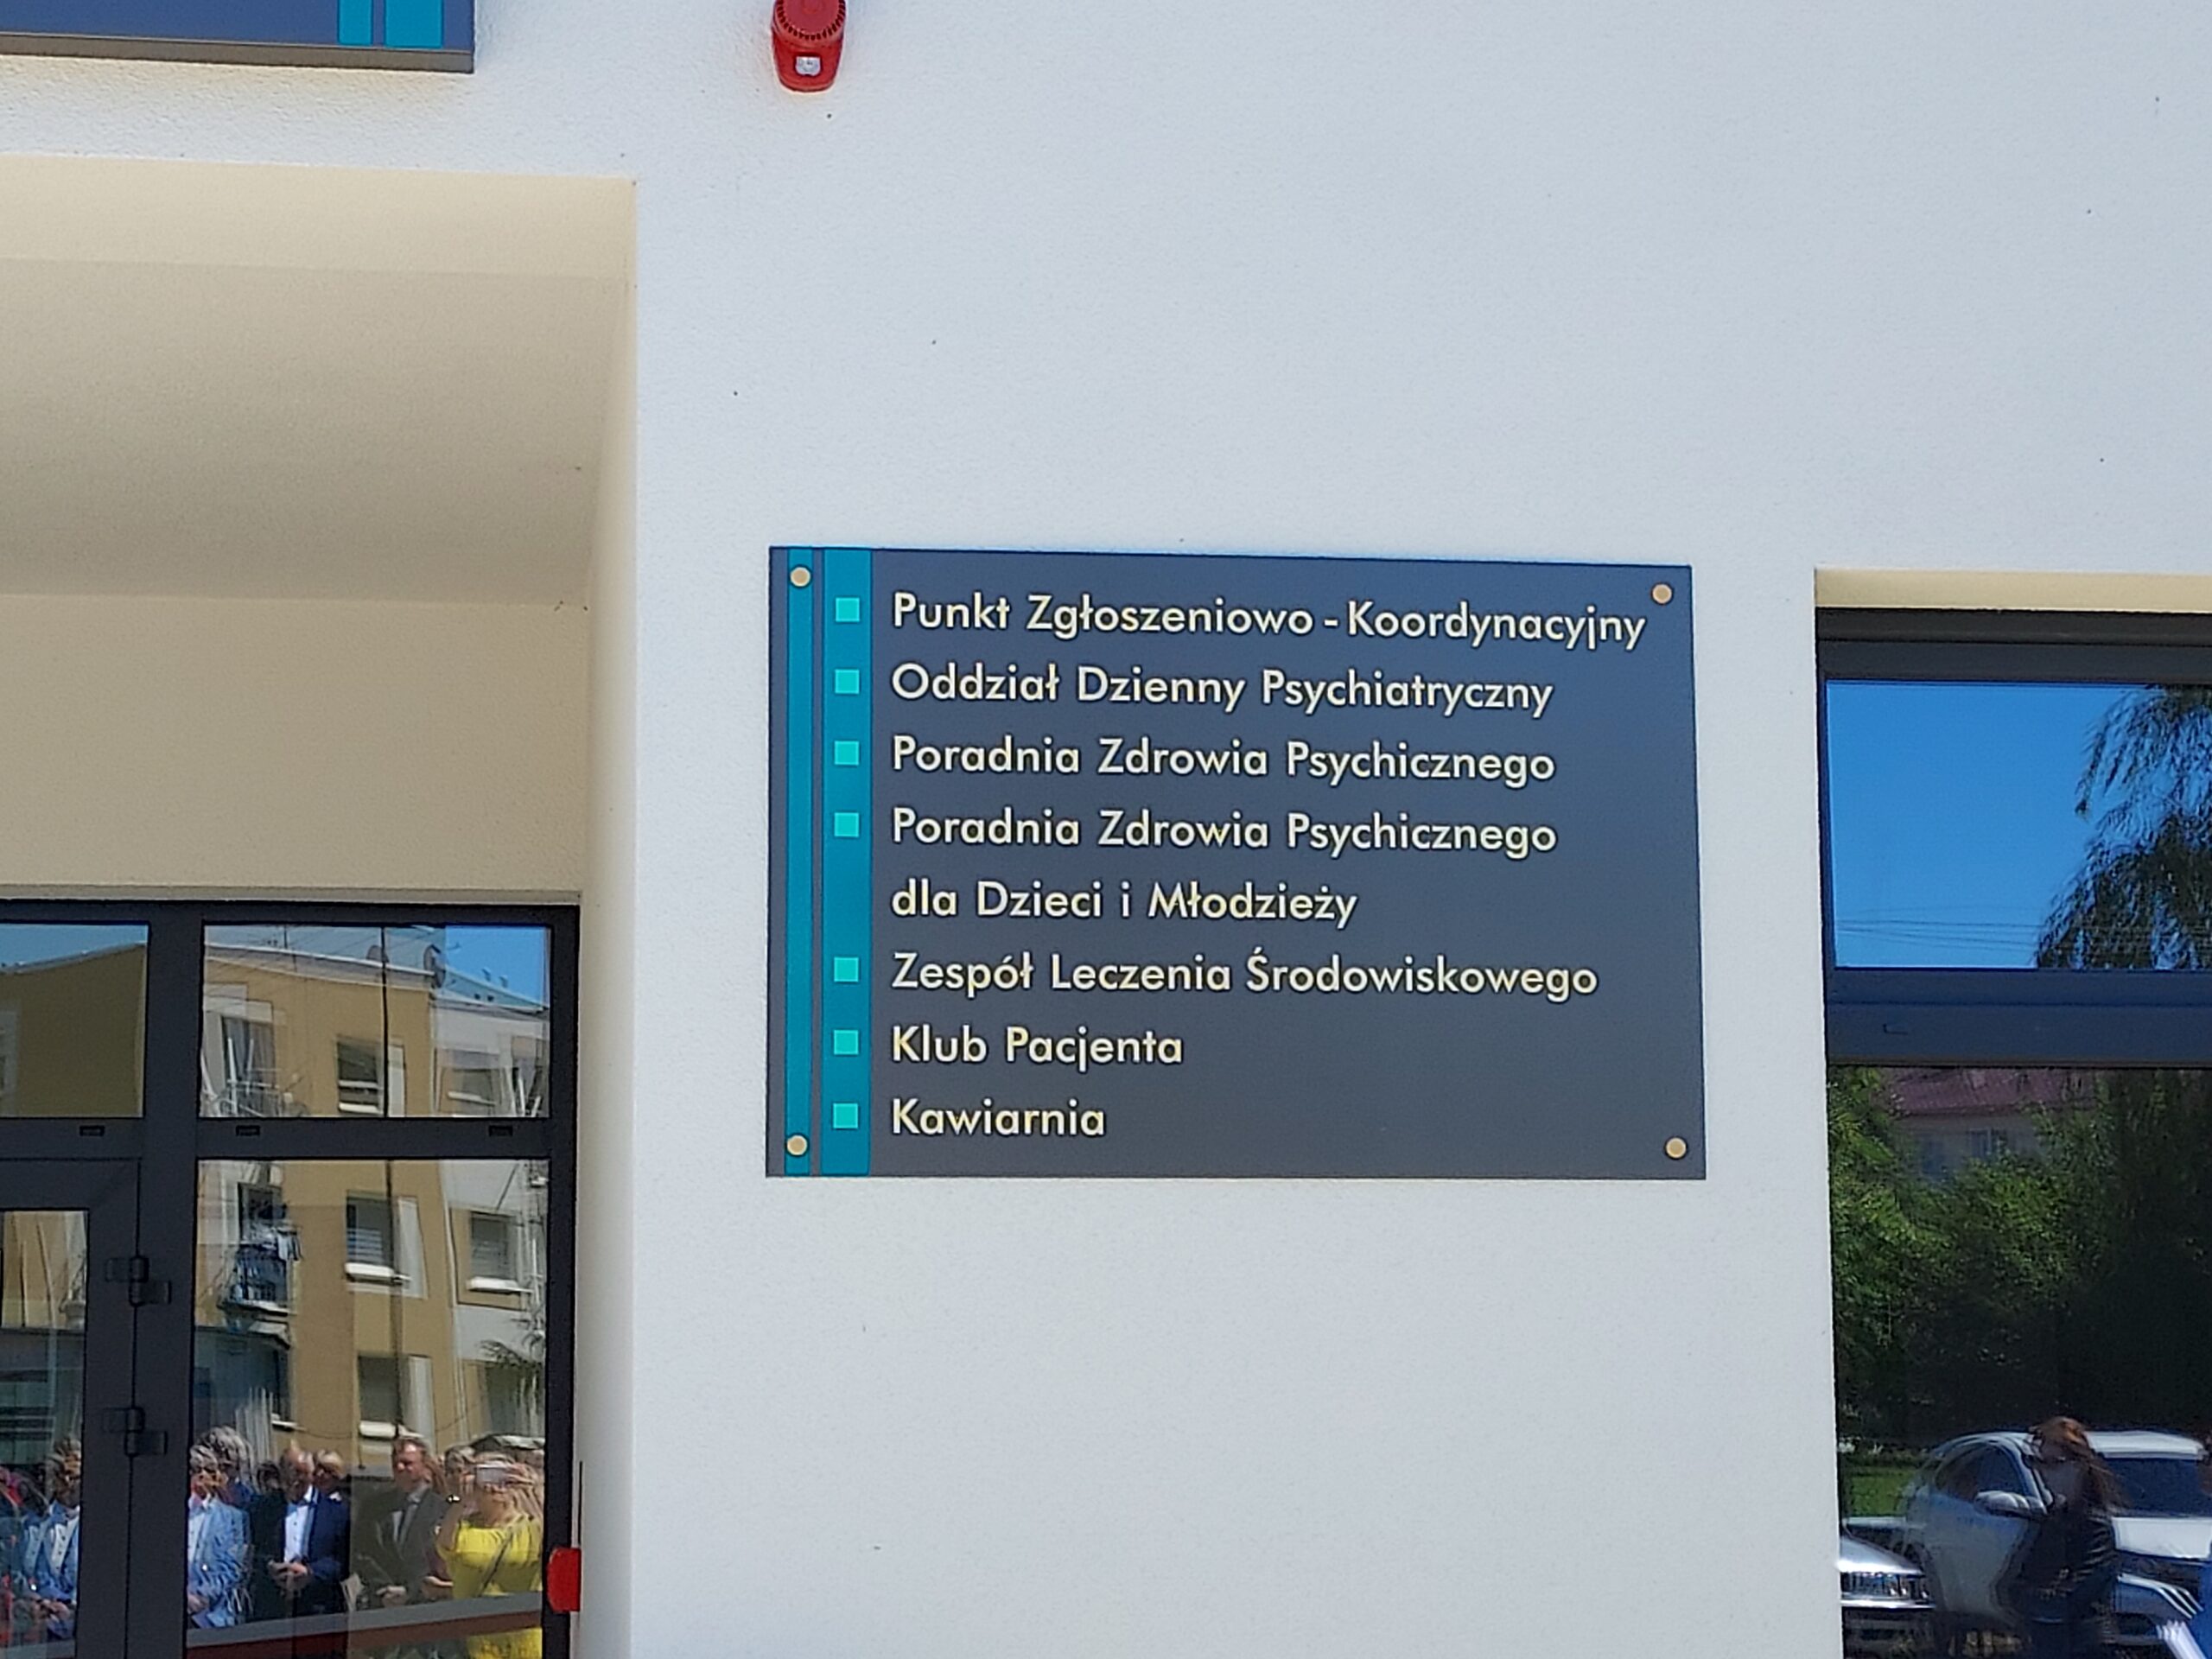 Punkt Zgłoszeniowo - Koordynacyjny
Oddział Dzienny Psychiatryczny
Poradnia Zdrowia Psychicznego
Poradnia Zdrowia Psychicznego
dla Dzieci i Młodzieży
Zespół Leczenia Środowiskowego
Klub Pacjenta
Kawiarnia